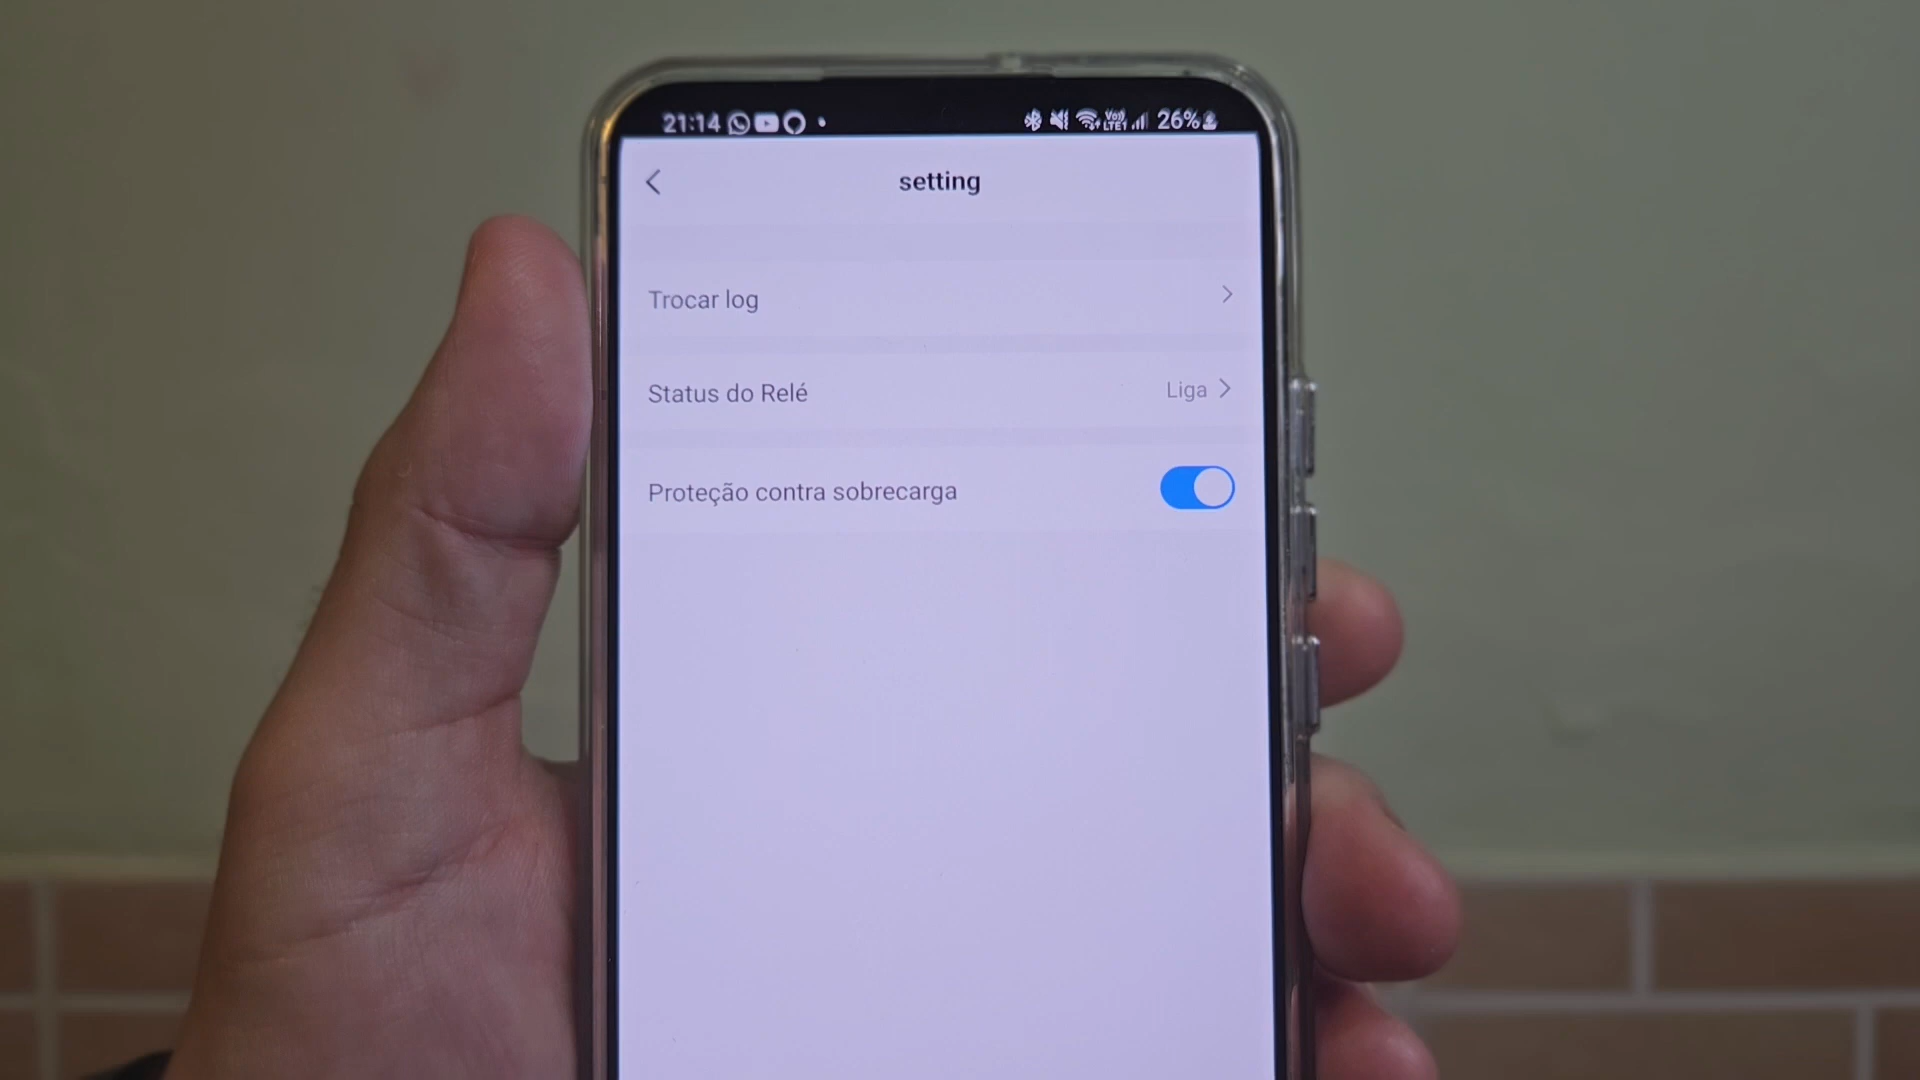 21:14 26%
setting
Trocar log
Status do Relé Liga
Proteção contra sobrecarga